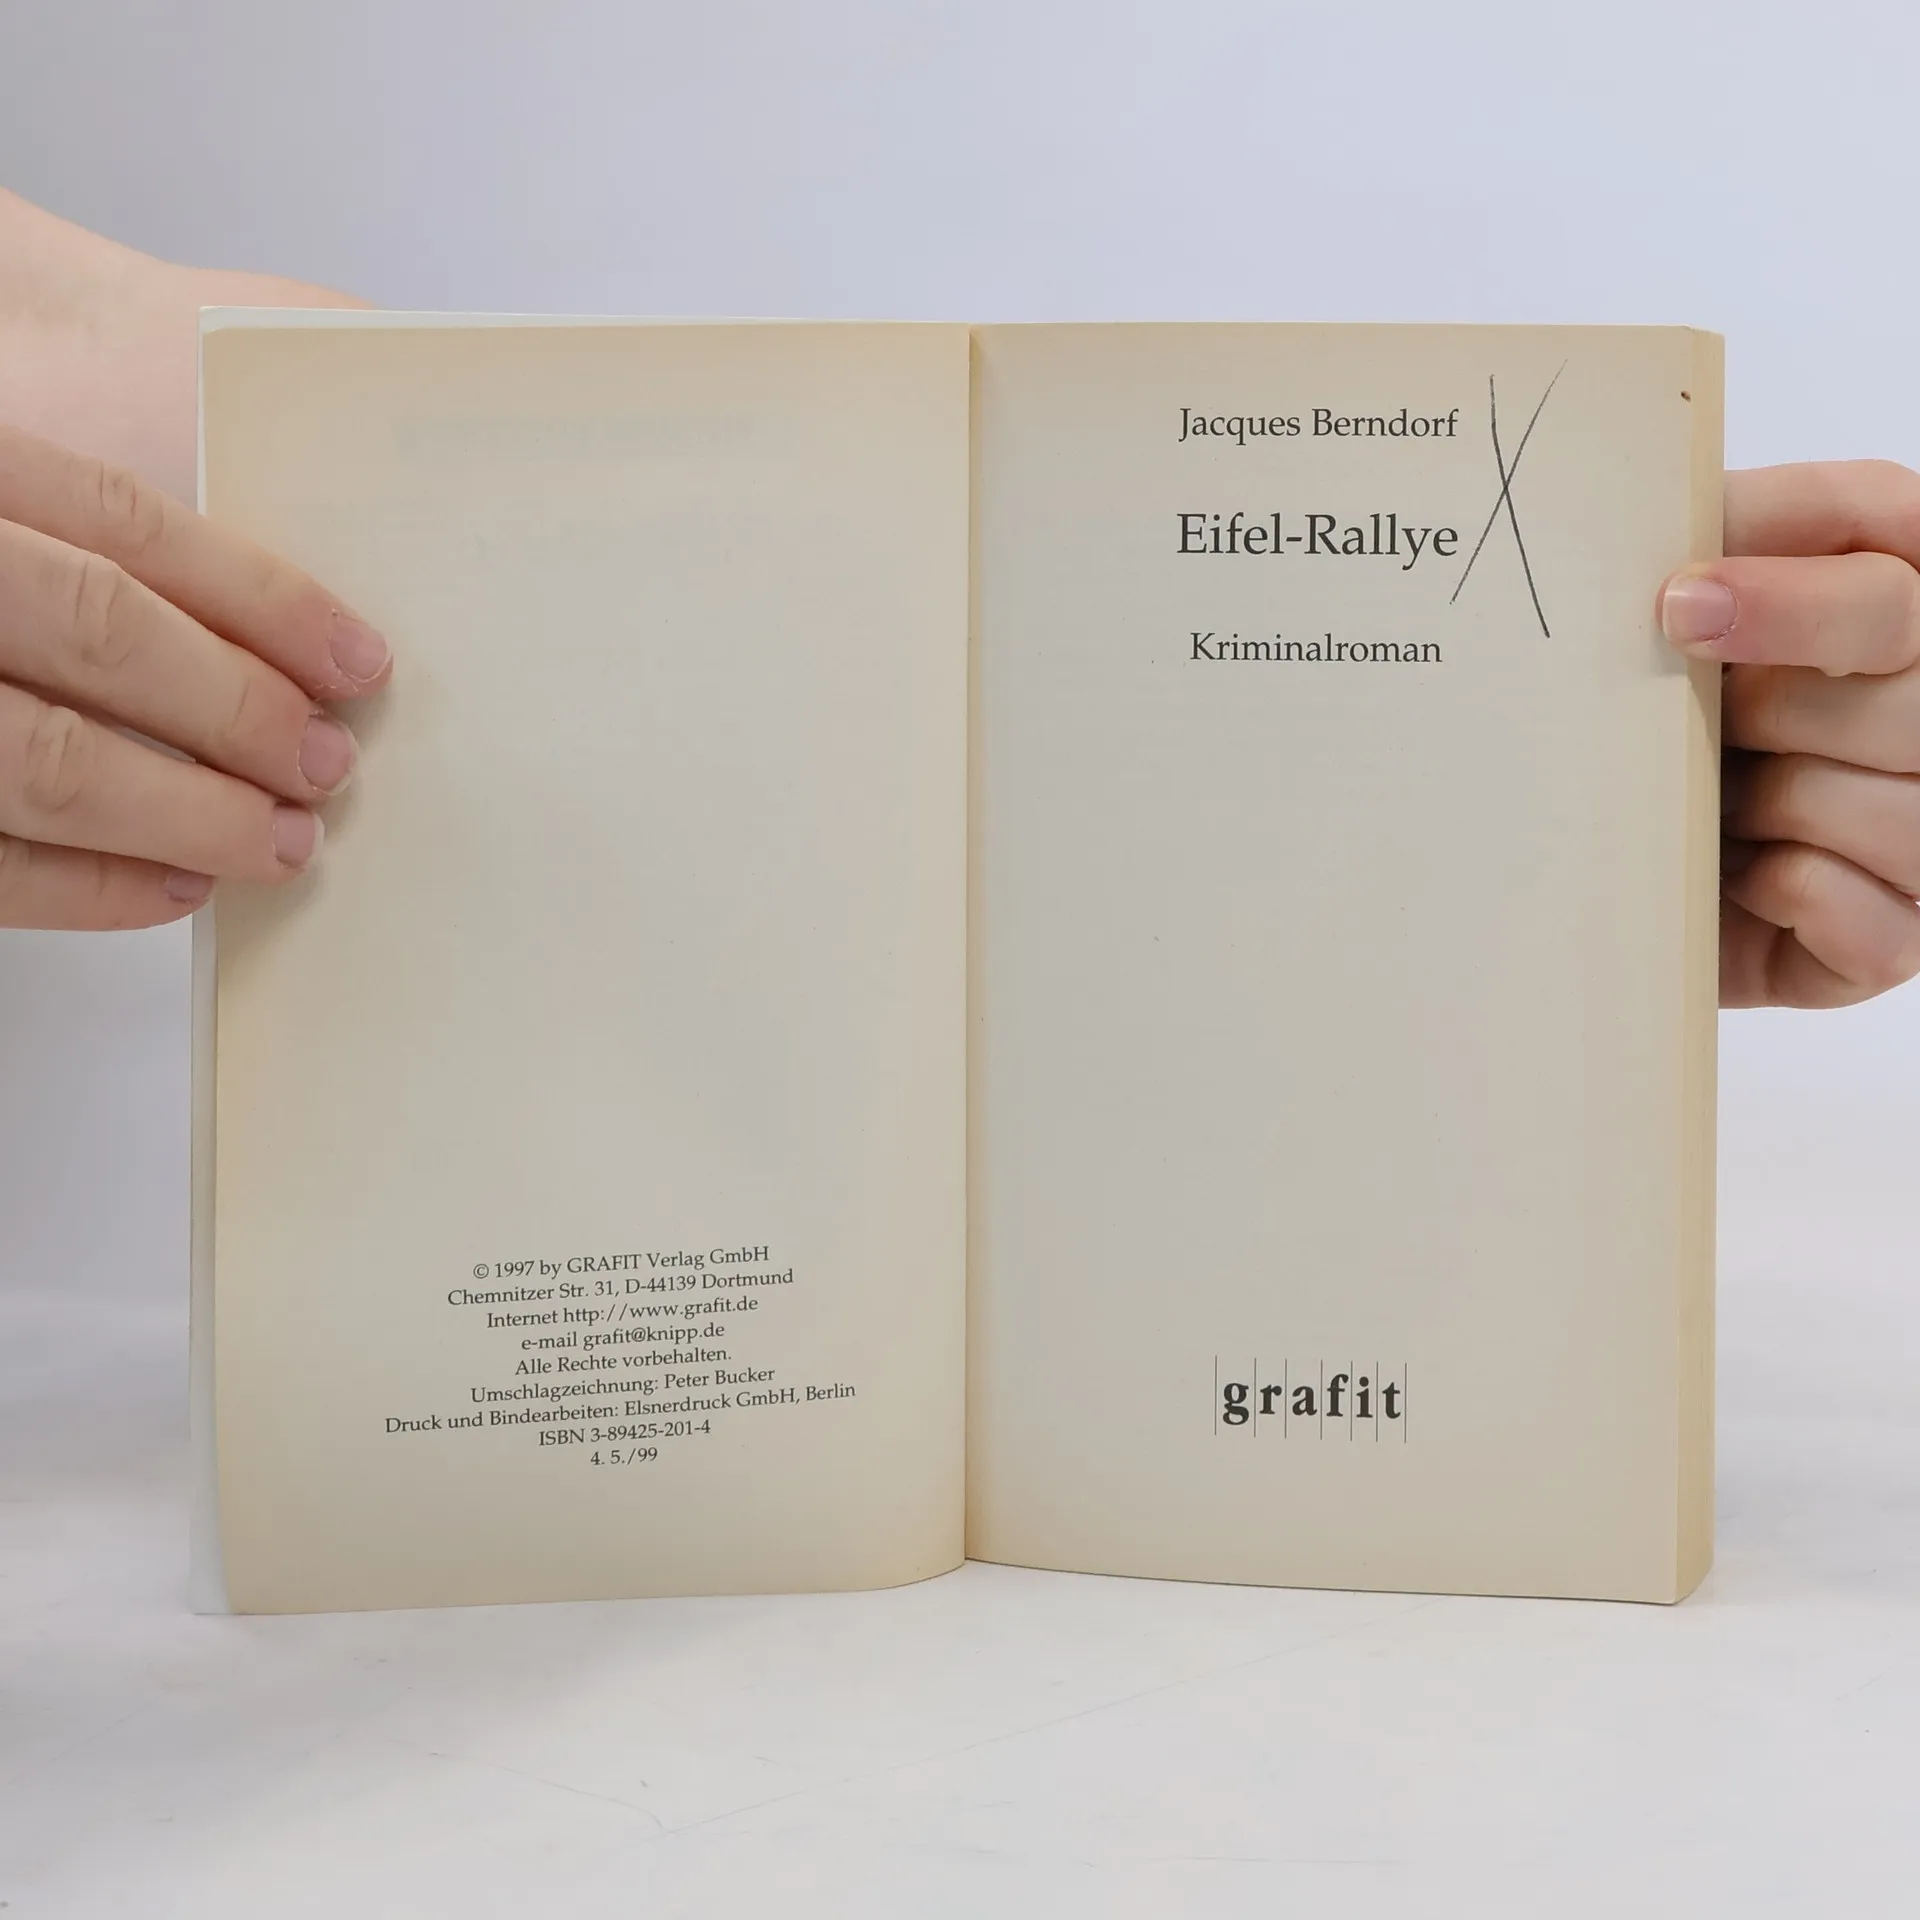 © 1997 by GRAFIT Verlag GmbH
Chemnitzer Str. 31, D-44139 Dortmund
Internet http://www.grafit.de
e-mail grafit@knipp.de
Alle Rechte vorbehalten.
Umschlagzeichnung: Peter Bucker
Druck und Bindearbeiten: Elsnerdruck GmbH, Berlin
ISBN 3-89425-201-4
4. 5./99
Jacques Berndorf
Eifel-Rallye
Kriminalroman
grafit